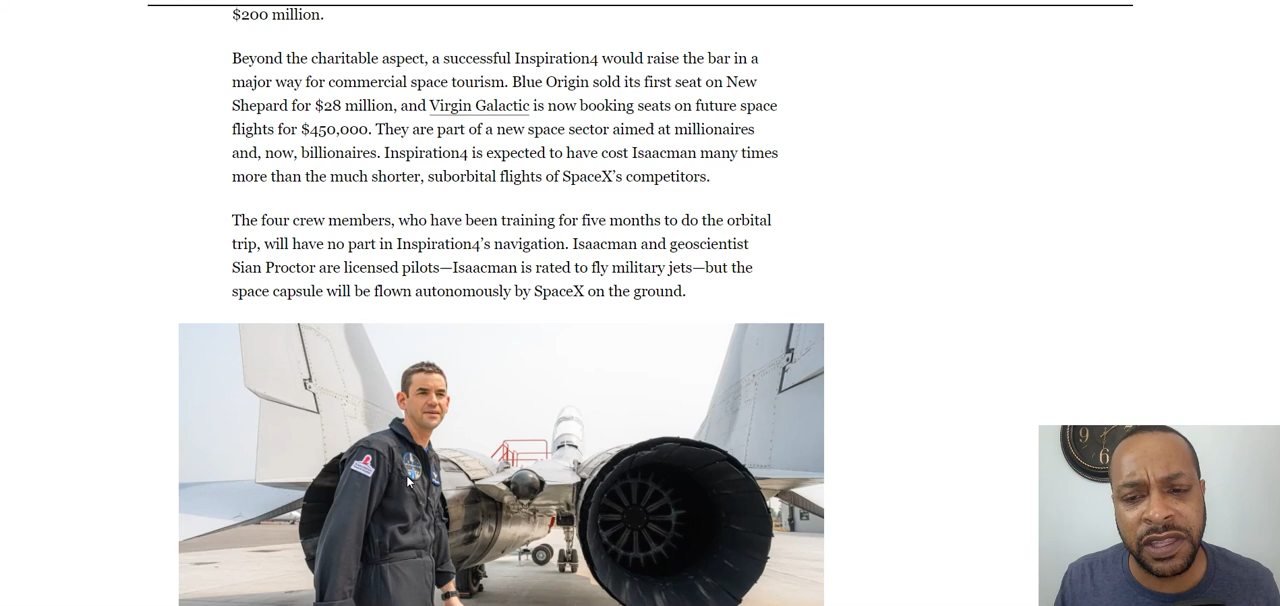 $200 million.
Beyond the charitable aspect, a successful Inspiration4 would raise the bar in a
major way for commercial space tourism. Blue Origin sold its first seat on New
Shepard for $28 million, and Virgin Galactic is now booking seats on future space
flights for $450,000. They are part of a new space sector aimed at millionaires
and, now, billionaires. Inspiration4 is expected to have cost Isaacman many times
more than the much shorter, suborbital flights of SpaceX’s competitors.
The four crew members, who have been training for five months to do the orbital
trip, will have no part in Inspiration4’s navigation. Isaacman and geoscientist
Sian Proctor are licensed pilots—Isaacman is rated to fly military jets—but the
space capsule will be flown autonomously by SpaceX on the ground.
9
6